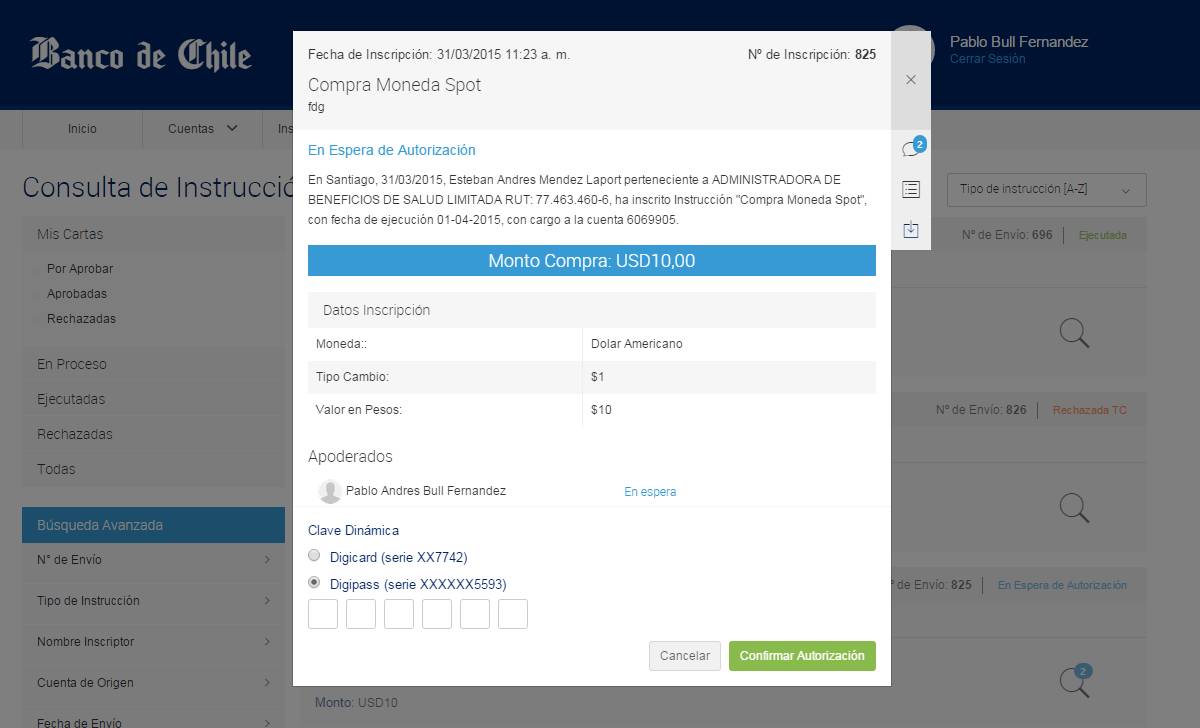 Banco de Chile
Pablo Bull Fernandez
Cerrar Sesión
Inicio
Cuentas
Ins
Consulta de Instrucció
Tipo de instrucción [A-Z]
Mis Cartas
Por Aprobar
Aprobadas
Rechazadas
En Proceso
Ejecutadas
Rechazadas
Todas
Búsqueda Avanzada
N° de Envío
Tipo de Instrucción
Nombre Inscriptor
Cuenta de Origen
Fecha de Envío
Fecha de Inscripción: 31/03/2015 11:23 a. m. Nº de Inscripción: 825
Compra Moneda Spot
fdg
2
En Espera de Autorización
En Santiago, 31/03/2015, Esteban Andres Mendez Laport perteneciente a ADMINISTRADORA DE
BENEFICIOS DE SALUD LIMITADA RUT: 77.463.460-6, ha inscrito Instrucción "Compra Moneda Spot",
con fecha de ejecución 01-04-2015, con cargo a la cuenta 6069905.
Monto Compra: USD10,00
Datos Inscripción
Moneda:: Dolar Americano
Tipo Cambio: $1
Valor en Pesos: $10
Apoderados
Pablo Andres Bull Fernandez En espera
Clave Dinámica
Digicard (serie XX7742)
Digipass (serie XXXXXX5593)
Cancelar Confirmar Autorización
Nº de Envío: 696 Ejecutada
Nº de Envío: 826 Rechazada TC
º de Envío: 825 En Espera de Autorización
2
Monto: USD10